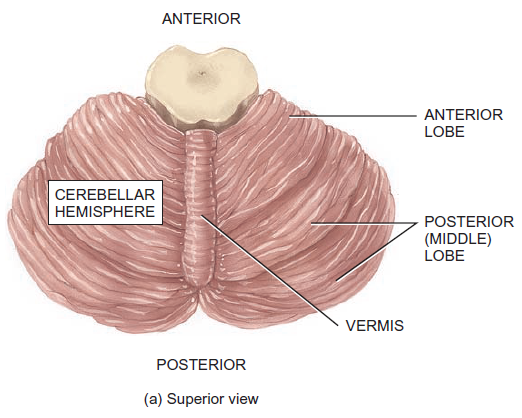 ANTERIOR
ANTERIOR
LOBE
CEREBELLAR
HEMISPHERE
POSTERIOR
(MIDDLE)
LOBE
VERMIS
POSTERIOR
(a) Superior view